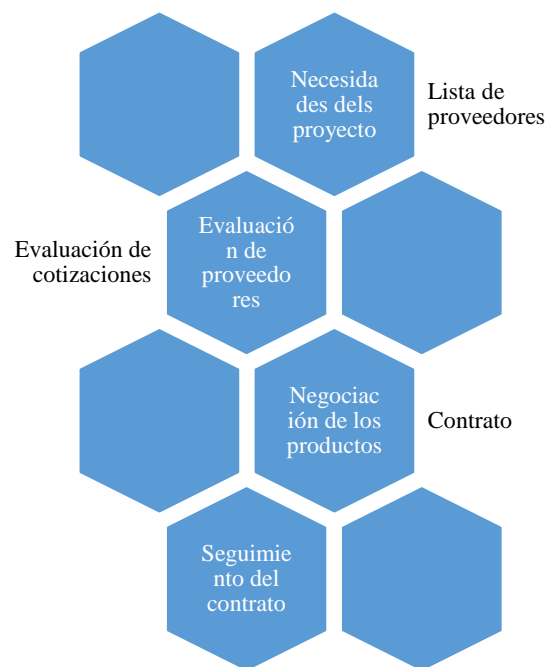 Necesida
des dels
proyecto
Lista de
proveedores
Evaluación de
cotizaciones
Evaluació
n de
proveedo
res
Negociac
ión de los
productos
Contrato
Seguimie
nto del
contrato